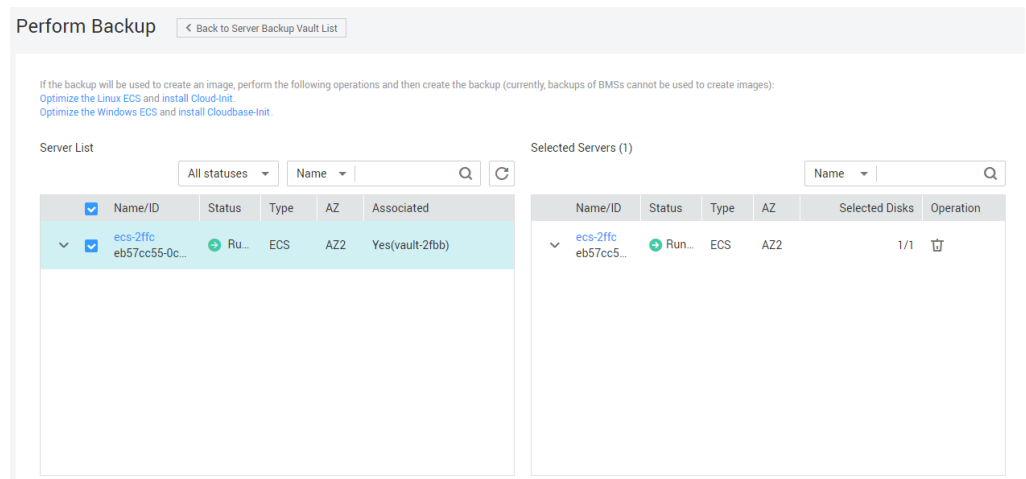 Perform Backup
Back to Server Backup Vault List
If the backup will be used to create an image, perform the following operations and then create the backup (currently, backups of BMSs cannot be used to create images):
Optimize the Linux ECS and install Cloud-Init.
Optimize the Windows ECS and install Cloudbase-Init.
Server List
All statuses
Name
Name/ID Status Type AZ Associated
ecs-2ffc
eb57cc55-0c... Ru... ECS AZ2 Yes(vault-2fbb)
Selected Servers (1)
Name
Name/ID Status Type AZ Selected Disks Operation
ecs-2ffc
eb57cc5... Run... ECS AZ2 1/1